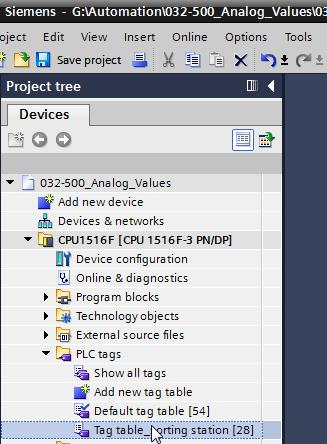 Siemens - G:\Automation\032-500_Analog_Values\03
oject Edit View Insert Online Options
Save project
Project tree
Devices
032-500_Analog_Values
Add new device
Devices & networks
CPU1516F [CPU 1516F-3 PN/DP]
Device configuration
Online & diagnostics
Program blocks
Technology objects
External source files
PLC tags
Show all tags
Add new tag table
Default tag table [54]
Tag table_ orting station [28]